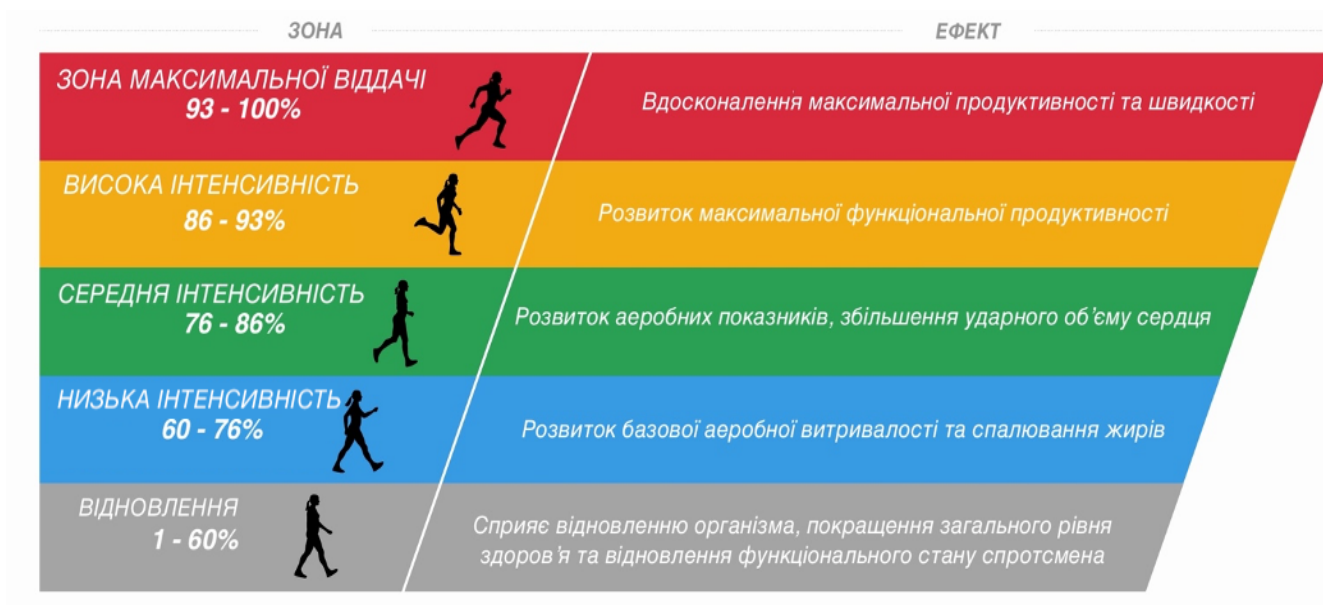 ЗОНА
ЕФЕКТ
ЗОНА МАКСИМАЛЬНОЇ ВІДДАЧІ
93 - 100%
Вдосконалення максимальної продуктивності та швидкості
ВИСОКА ІНТЕНСИВНІСТЬ
86 - 93%
Розвиток максимальної функціональної продуктивності
СЕРЕДНЯ ІНТЕНСИВНІСТЬ
76 - 86%
Розвиток аеробних показників, збільшення ударного об'єму сердця
НИЗЬКА ІНТЕНСИВНІСТЬ
60 - 76%
Розвиток базової аеробної витривалості та спалювання жирів
ВІДНОВЛЕННЯ
1 - 60%
Сприяє відновленню організма, покращення загального рівня
здоров'я та відновлення функціонального стану спротсмена